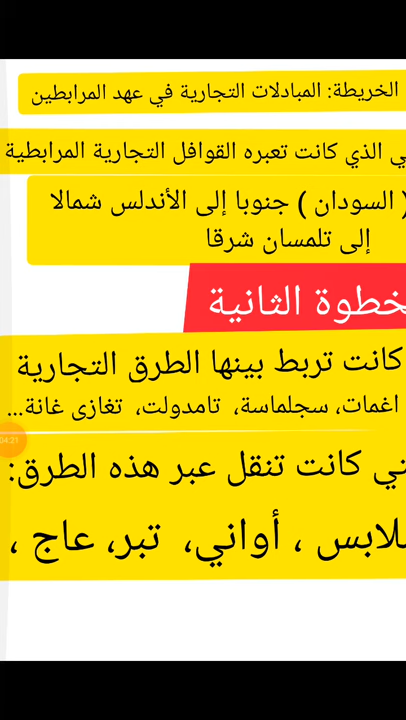 الخريطة: المبادلات التجارية في عهد المرابطين
الذي كانت تعبره القوافل التجارية المرابطية
( السودان ) جنوبا إلى الأندلس شمالا
إلى تلمسان شرقا
الثانية
كانت تربط بينها الطرق التجارية
اغمات، سجلماسة، تامدولت، تغازى غانة...
04:21
كانت تنقل عبر هذه الطرق:
، أواني، تبر، عاج ،